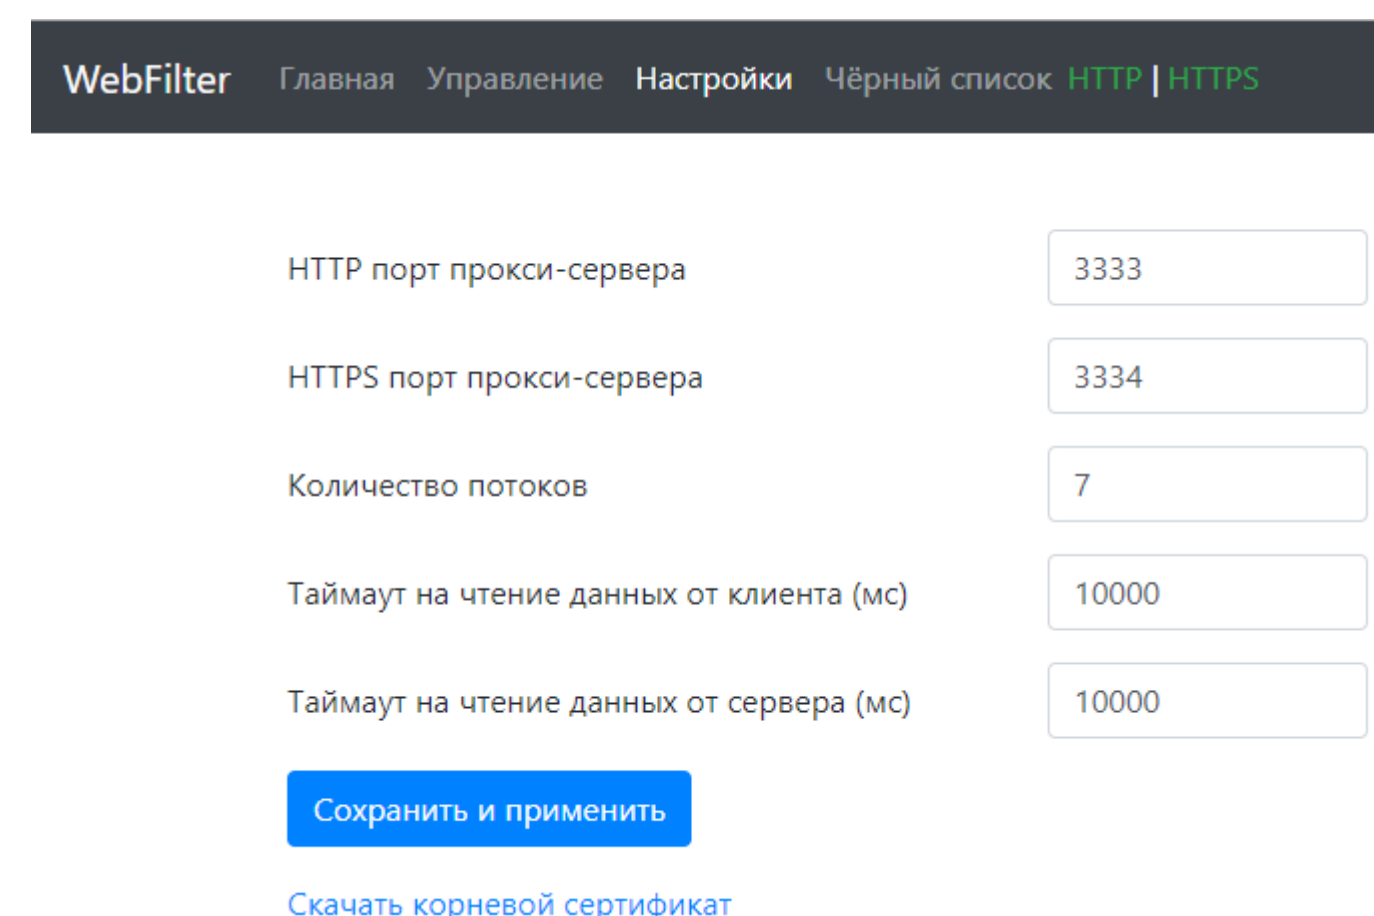 WebFilter Главная Управление Настройки Чёрный список HTTP | HTTPS
HTTP порт прокси-сервера 3333
HTTPS порт прокси-сервера 3334
Количество потоков 7
Таймаут на чтение данных от клиента (мс) 10000
Таймаут на чтение данных от сервера (мс) 10000
Сохранить и применить
Скачать корневой сертификат